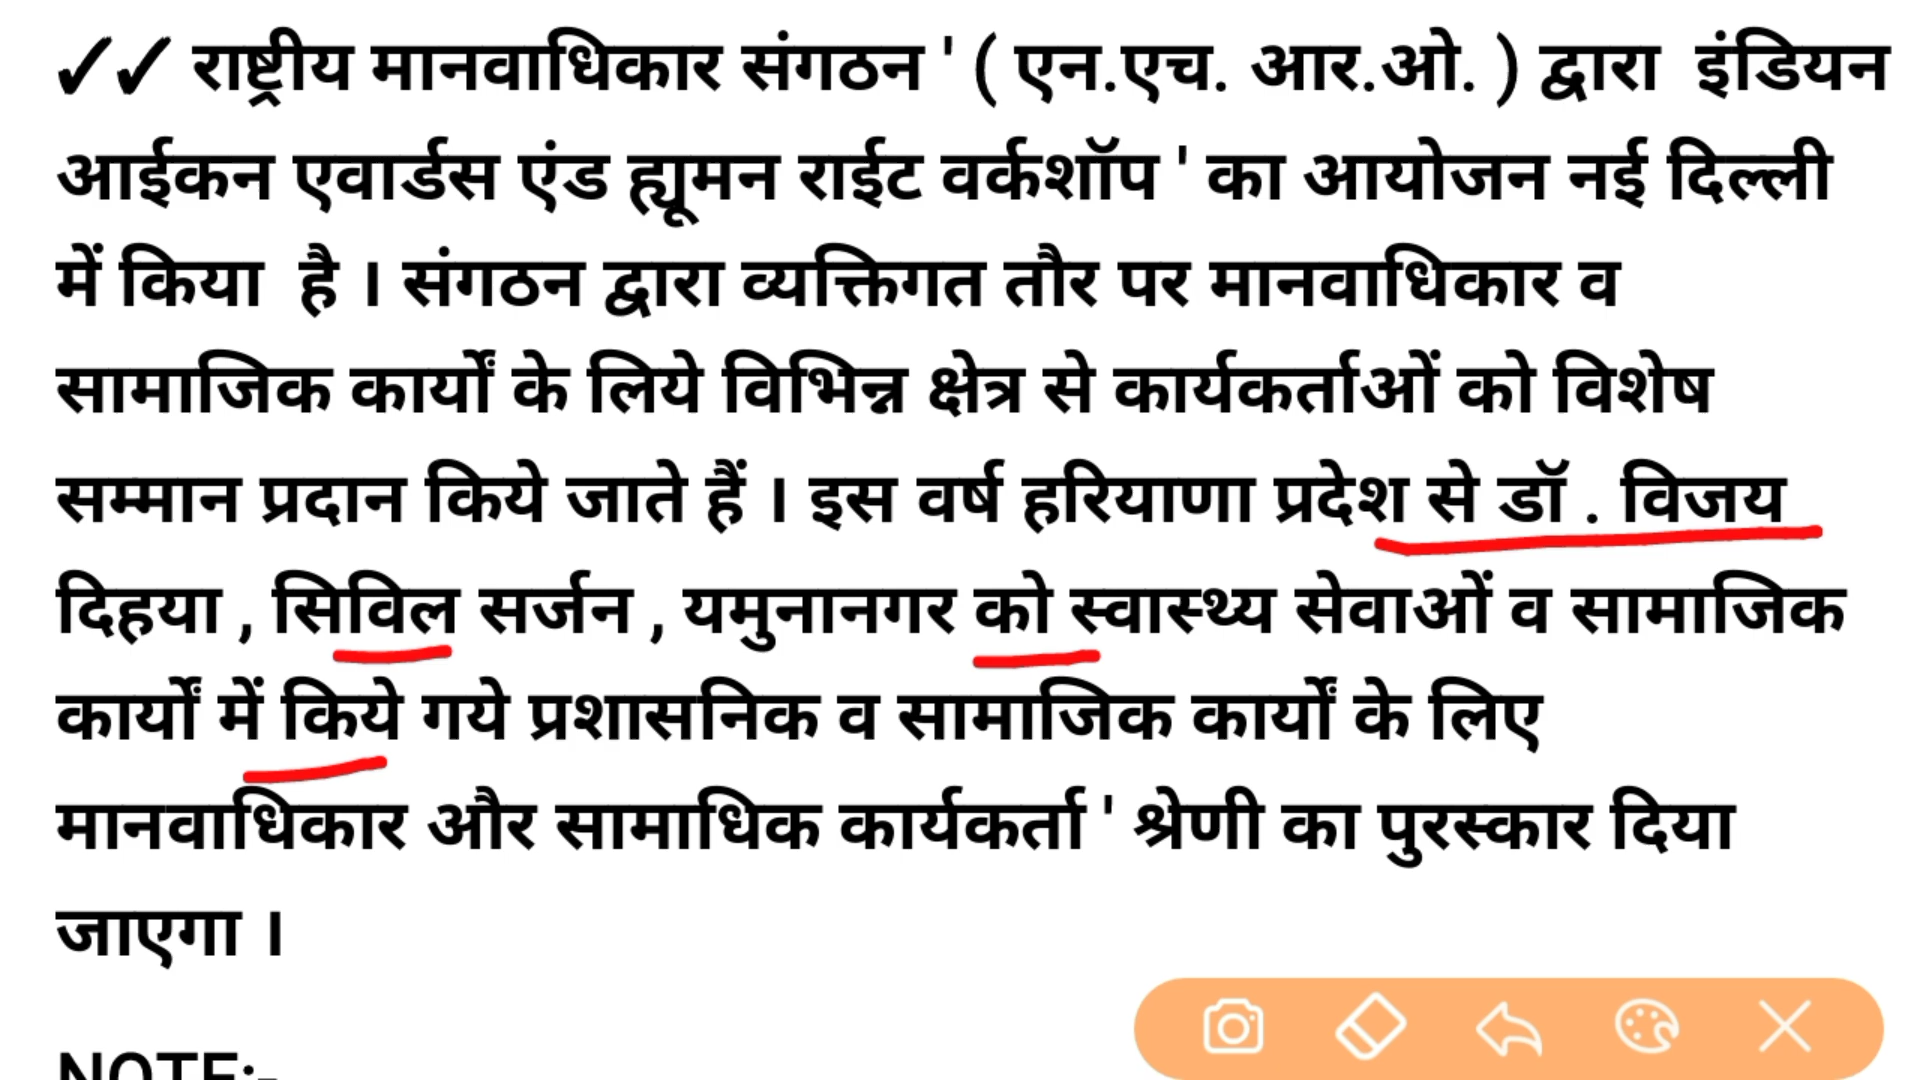 ✓✓ राष्ट्रीय मानवाधिकार संगठन ' ( एन.एच. आर.ओ. ) द्वारा इंडियन
आईकन एवार्डस एंड ह्यूमन राईट वर्कशॉप ' का आयोजन नई दिल्ली
में किया है । संगठन द्वारा व्यक्तिगत तौर पर मानवाधिकार व
सामाजिक कार्यों के लिये विभिन्न क्षेत्र से कार्यकर्ताओं को विशेष
सम्मान प्रदान किये जाते हैं । इस वर्ष हरियाणा प्रदेश से डॉ . विजय
दिहया , सिविल सर्जन , यमुनानगर को स्वास्थ्य सेवाओं व सामाजिक
कार्यों में किये गये प्रशासनिक व सामाजिक कार्यों के लिए
मानवाधिकार और सामाधिक कार्यकर्ता ' श्रेणी का पुरस्कार दिया
जाएगा ।
NOTE:-